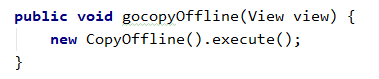 public void gocopyOffline(View view) {
    new CopyOffline().execute();
}